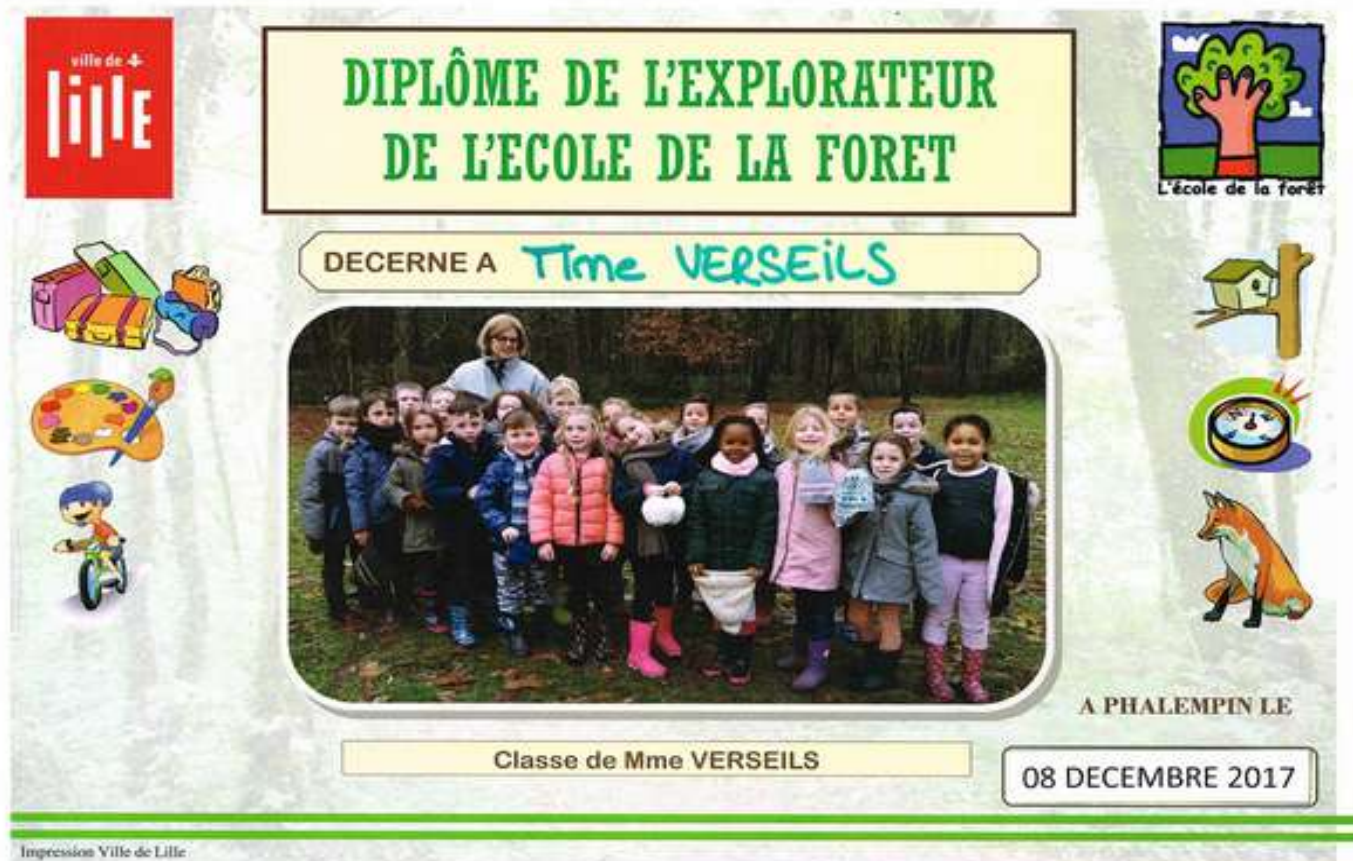 ville de
lille
DIPLÔME DE L'EXPLORATEUR
DE L'ECOLE DE LA FORET
L'école de la forêt
DECERNE A Mme VERSEiLS
A PHALEMPIN LE
Classe de Mme VERSEILS
08 DECEMBRE 2017
Impression Ville de Lille